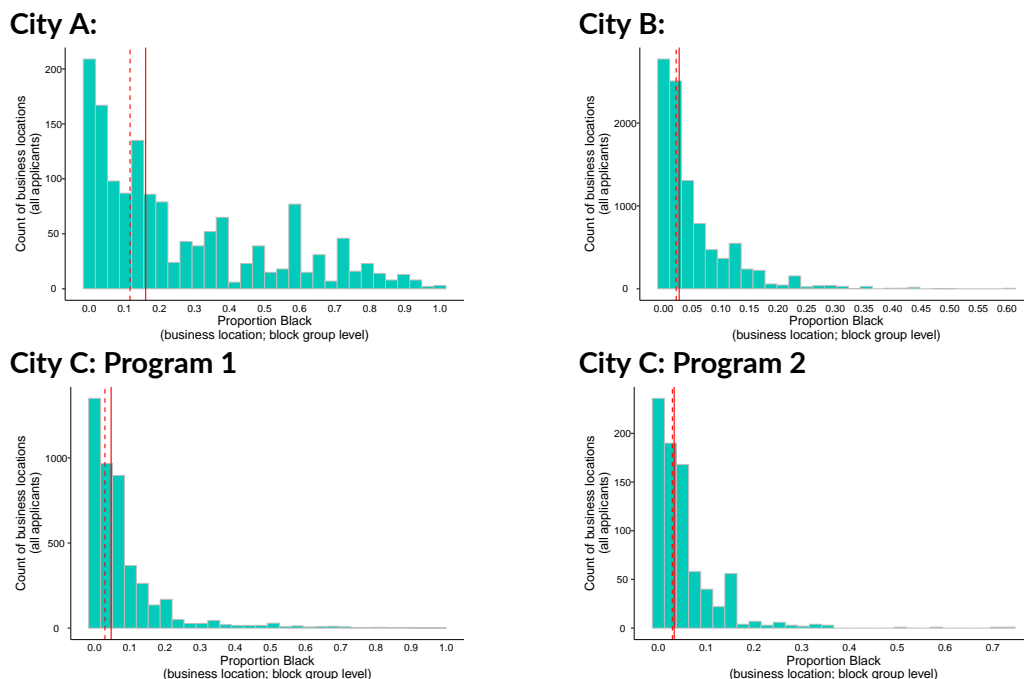 City A:
200
150
100
50
0
Count of business locations
(all applicants)
0.0 0.1 0.2 0.3 0.4 0.5 0.6 0.7 0.8 0.9 1.0
Proportion Black
(business location; block group level)
City B:
2000
1000
0
Count of business locations
(all applicants)
0.00 0.05 0.10 0.15 0.20 0.25 0.30 0.35 0.40 0.45 0.50 0.55 0.60
Proportion Black
(business location; block group level)
City C: Program 1
1000
500
0
Count of business locations
(all applicants)
0.0 0.1 0.2 0.3 0.4 0.5 0.6 0.7 0.8 0.9 1.0
Proportion Black
(business location; block group level)
City C: Program 2
200
150
100
50
0
Count of business locations
(all applicants)
0.0 0.1 0.2 0.3 0.4 0.5 0.6 0.7
Proportion Black
(business location; block group level)